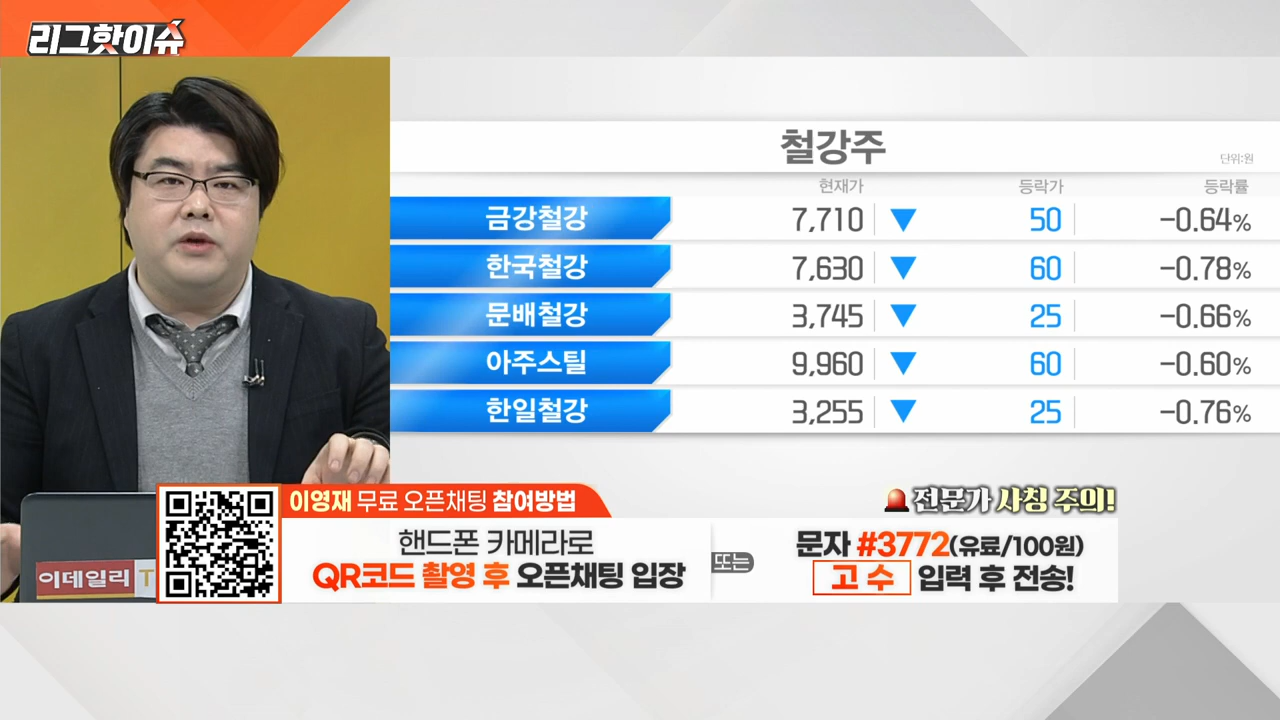 리그핫이슈
철강주
단위:원
현재가 등락가 등락률
금강철강 7,710 ▼ 50 -0.64%
한국철강 7,630 ▼ 60 -0.78%
문배철강 3,745 ▼ 25 -0.66%
아주스틸 9,960 ▼ 60 -0.60%
한일철강 3,255 ▼ 25 -0.76%
이데일리 T
이영재 무료 오픈채팅 참여방법
핸드폰 카메라로
QR코드 촬영 후 오픈채팅 입장
또는
전문가 사칭 주의!
문자 #3772(유료/100원)
고수 입력 후 전송!